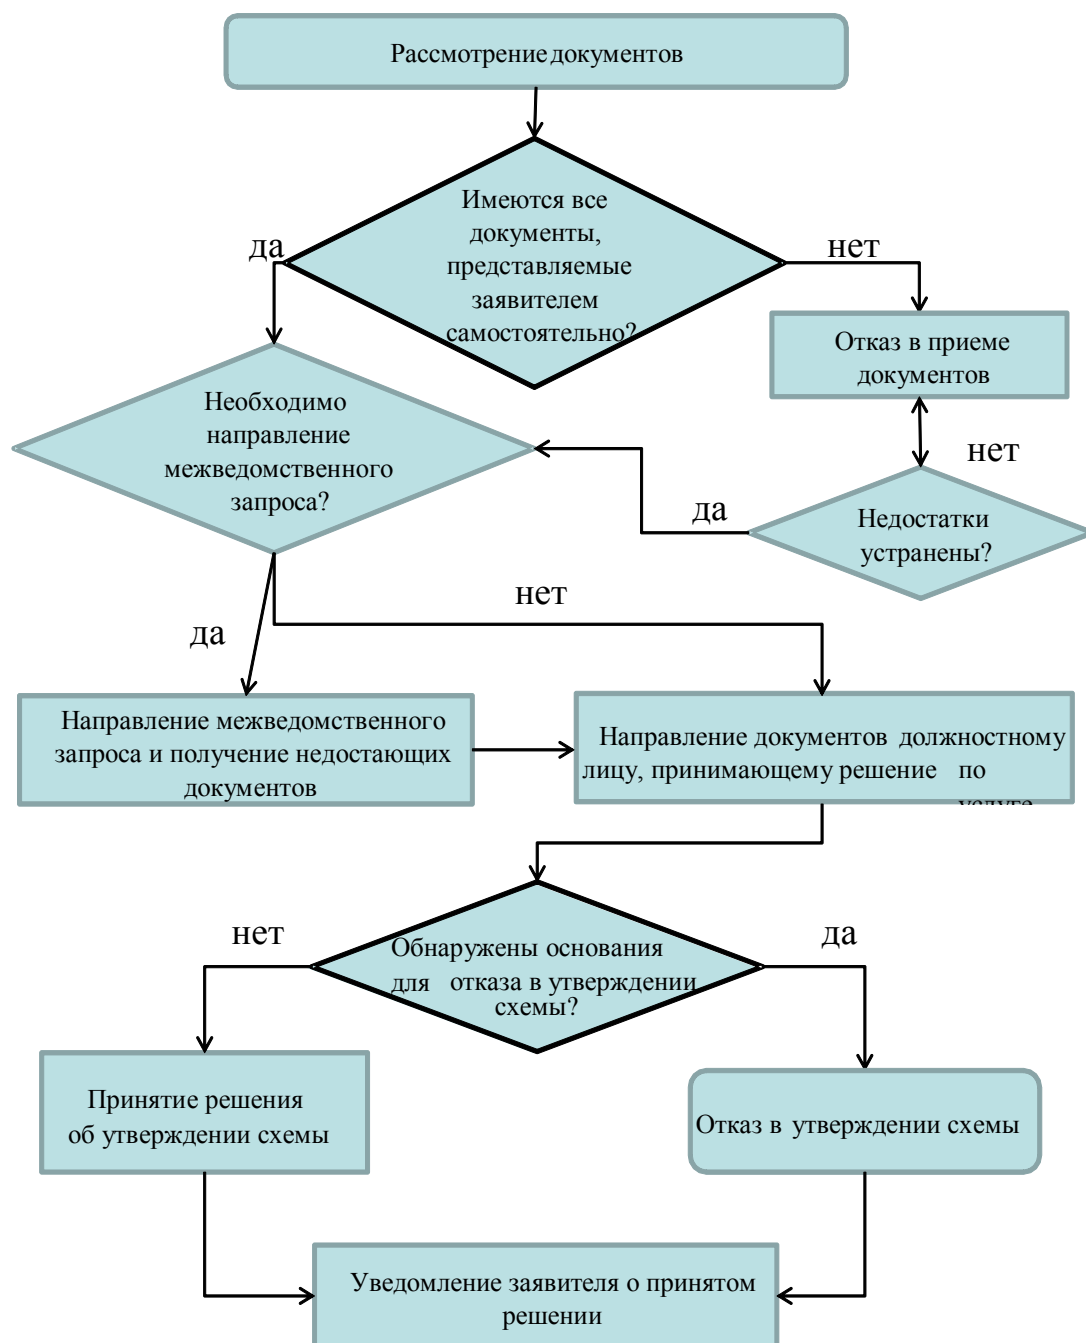 Рассмотрение документов
Имеются все
документы,
представляемые
заявителем
самостоятельно?
да
нет
Отказ в приеме
документов
Необходимо
направление
межведомственного
запроса?
нет
да
Недостатки
устранены?
нет
да
Направление межведомственного
запроса и получение недостающих
документов
Направление документов должностному
лицу, принимающему решение по
услуге
Обнаружены основания
для отказа в утверждении
схемы?
нет
да
Принятие решения
об утверждении схемы
Отказ в утверждении схемы
Уведомление заявителя о принятом
решении